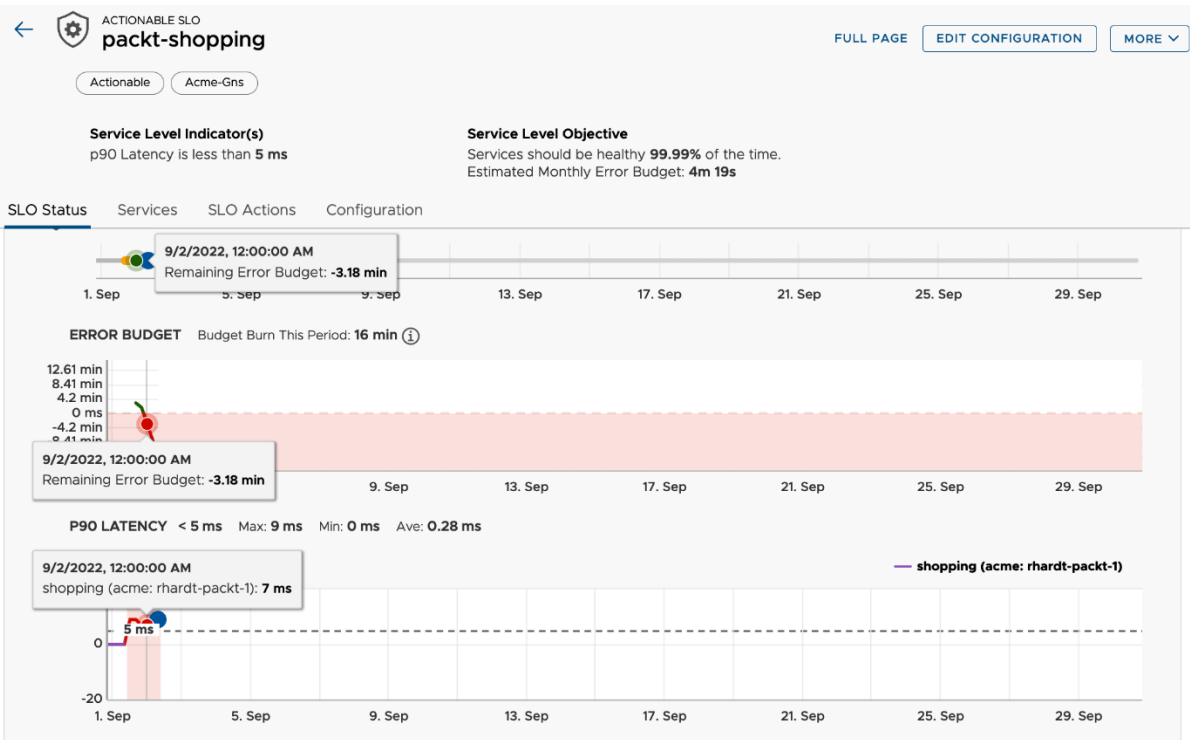 ACTIONABLE SLO
packt-shopping
FULL PAGE EDIT CONFIGURATION MORE
Actionable Acme-Gns
Service Level Indicator(s)
p90 Latency is less than 5 ms
Service Level Objective
Services should be healthy 99.99% of the time.
Estimated Monthly Error Budget: 4m 19s
SLO Status Services SLO Actions Configuration
9/2/2022, 12:00:00 AM
Remaining Error Budget: -3.18 min
1. Sep 5. Sep 9. Sep 13. Sep 17. Sep 21. Sep 25. Sep 29. Sep
ERROR BUDGET Budget Burn This Period: 16 min
12.61 min
8.41 min
4.2 min
0 ms
-4.2 min
-8.41 min
9/2/2022, 12:00:00 AM
Remaining Error Budget: -3.18 min
9. Sep 13. Sep 17. Sep 21. Sep 25. Sep 29. Sep
P90 LATENCY < 5 ms Max: 9 ms Min: 0 ms Ave: 0.28 ms
9/2/2022, 12:00:00 AM
shopping (acme: rhardt-packt-1): 7 ms
shopping (acme: rhardt-packt-1)
5 ms
0
-20
1. Sep 5. Sep 9. Sep 13. Sep 17. Sep 21. Sep 25. Sep 29. Sep